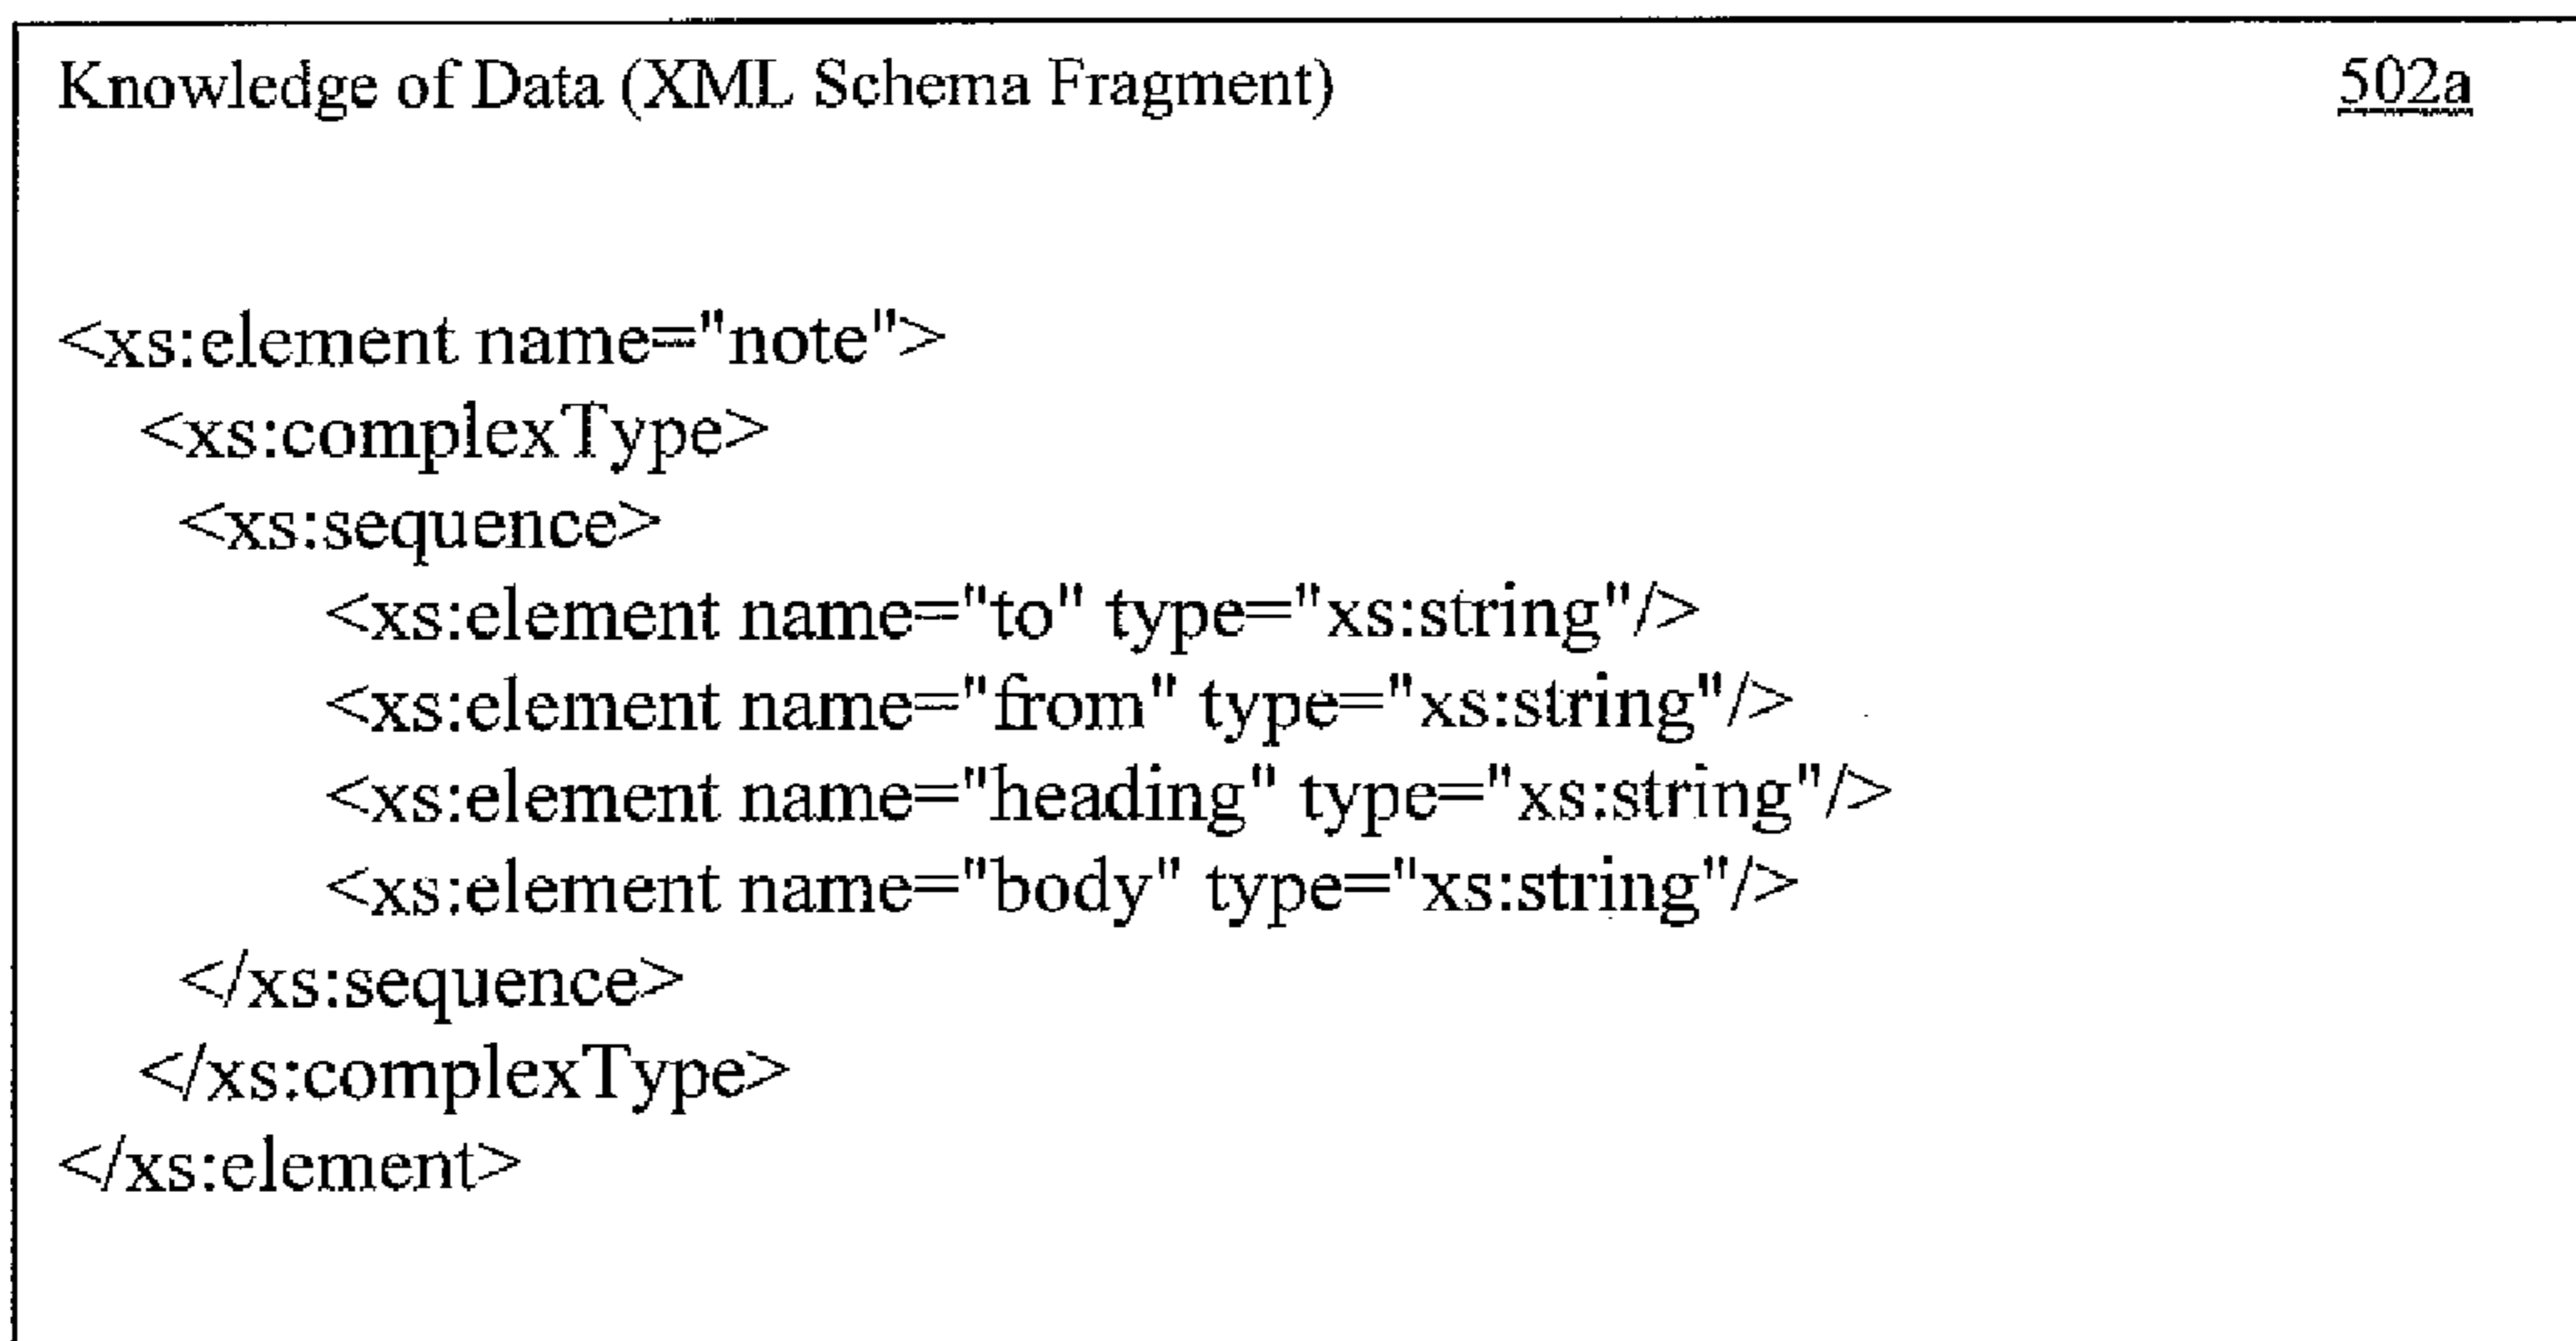 Knowledge of Data (XML Schema Fragment) 502a
<xs:element name="note">
<xs:complexType>
<xs:sequence>
<xs:element name="to" type="xs:string"/>
<xs:element name="from" type="xs:string"/>
<xs:element name="heading" type="xs:string"/>
<xs:element name="body" type="xs:string"/>
</xs:sequence>
</xs:complexType>
</xs:element>